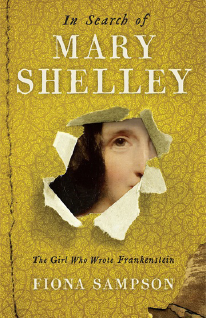 In Search of
MARY
SHELLEY
The Girl Who Wrote Frankenstein
FIONA SAMPSON